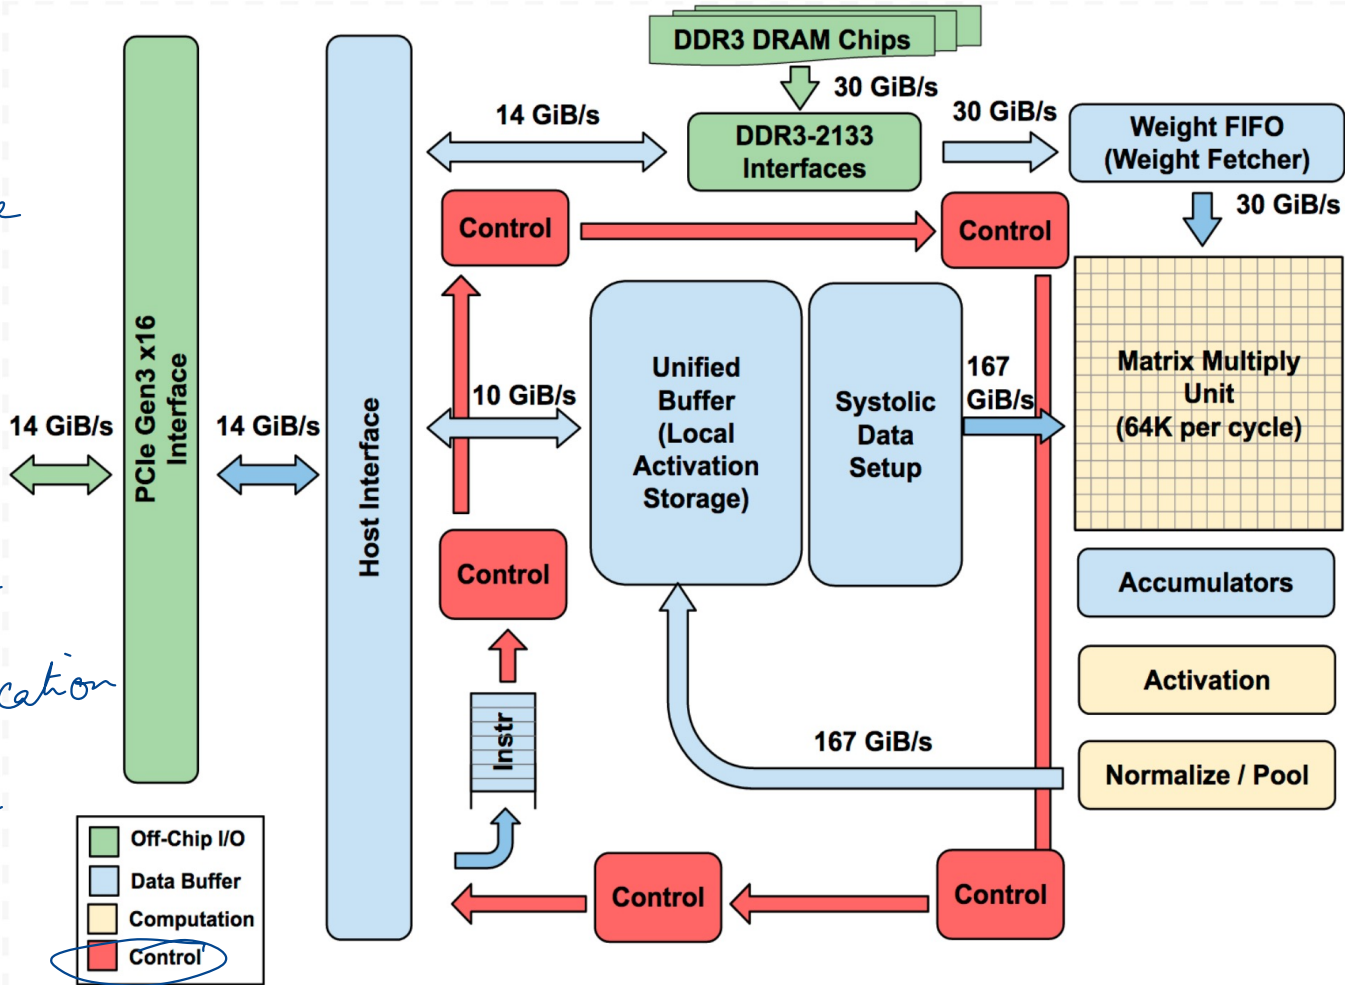 DDR3 DRAM Chips
30 GiB/s
14 GiB/s
DDR3-2133
Interfaces
30 GiB/s
Weight FIFO
(Weight Fetcher)
30 GiB/s
Control
Control
PCIe Gen3 x16
Interface
Host Interface
14 GiB/s
14 GiB/s
10 GiB/s
Unified
Buffer
(Local
Activation
Storage)
Systolic
Data
Setup
167
GiB/s
Matrix Multiply
Unit
(64K per cycle)
Control
Accumulators
Activation
cation
Instr
167 GiB/s
Normalize / Pool
Off-Chip I/O
Data Buffer
Computation
Control
Control
Control